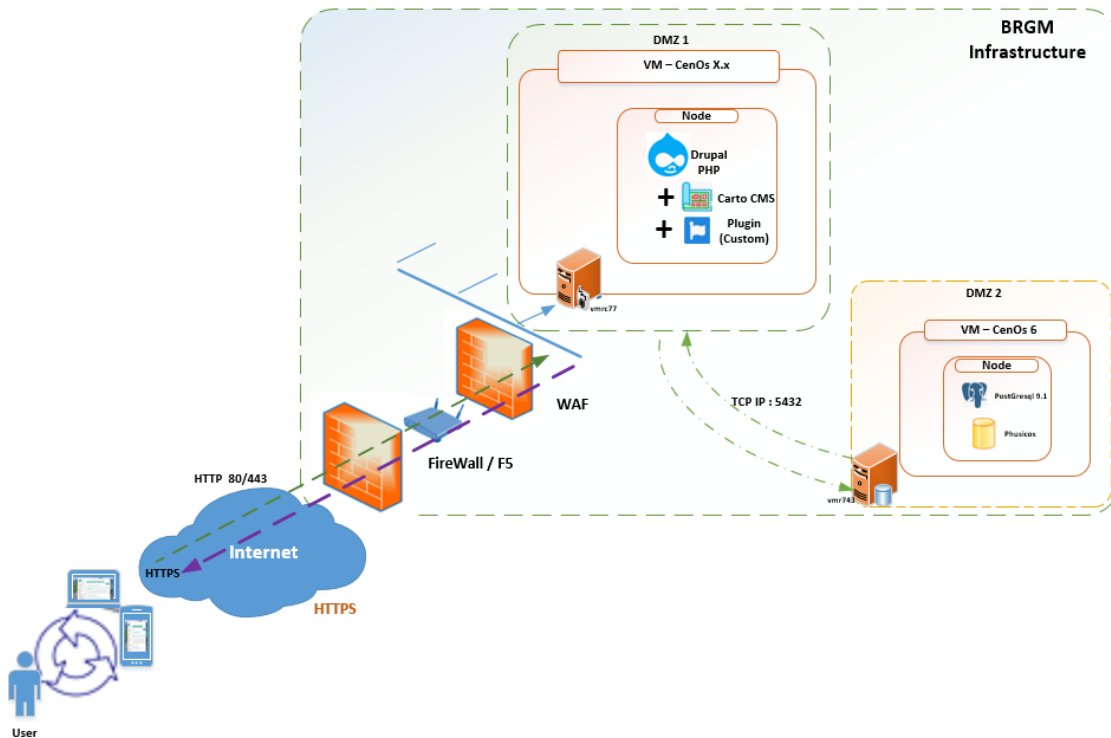 BRGM
Infrastructure
DMZ 1
VM – CenOs X.x
Node
Drupal
PHP
+ Carto CMS
+ Plugin
(Custom)
vmrc77
DMZ 2
VM – CenOs 6
Node
PostGresql 9.1
Phusicos
vmr743
TCP IP : 5432
WAF
FireWall / F5
HTTP 80/443
Internet
HTTPS
HTTPS
User